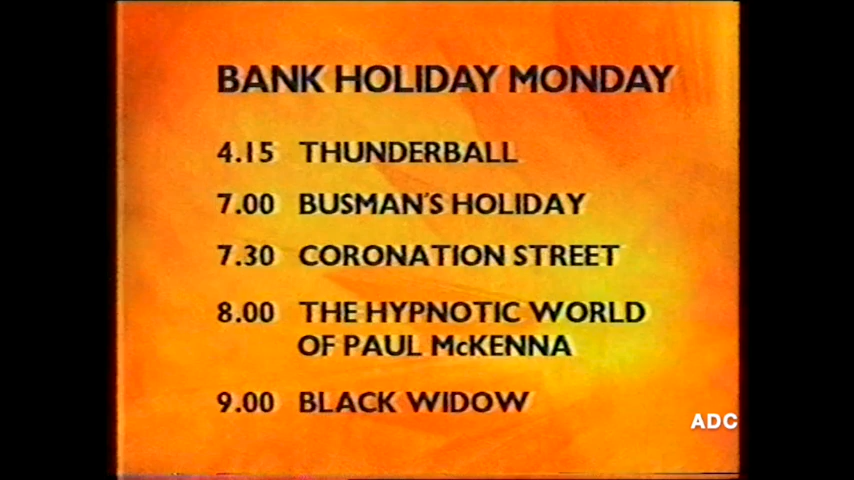 BANK HOLIDAY MONDAY
4.15 THUNDERBALL
7.00 BUSMAN'S HOLIDAY
7.30 CORONATION STREET
8.00 THE HYPNOTIC WORLD
OF PAUL McKENNA
9.00 BLACK WIDOW
ADC